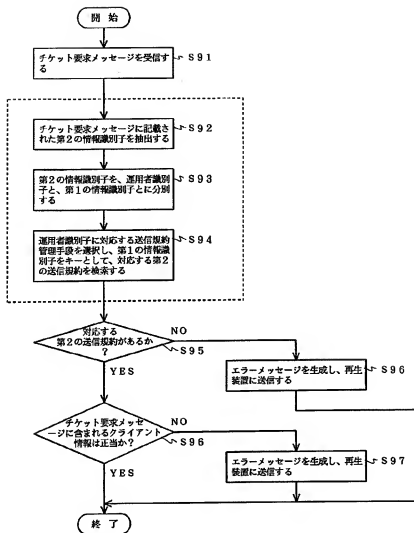 開 始
チケット要求メッセージを受信す
る
S91
チケット要求メッセージに記載され
た第2の情報識別子を抽出する
S92
第2の情報識別子を、運用者識別
子と、第1の情報識別子とに分別
する
S93
運用者識別子に対応する送信規約
管理手段を選択し、第1の情報識
別子をキーとして、対応する第2
の送信規約を検索する
S94
対応する
第2の送信規約があるか
?
S95
NO
YES
エラーメッセージを生成し、再生
装置に送信する
S96
チケット要求メッセ
ージに含まれるクライアント
情報は正当か?
S96
NO
YES
エラーメッセージを生成し、再生
装置に送信する
S97
終 了